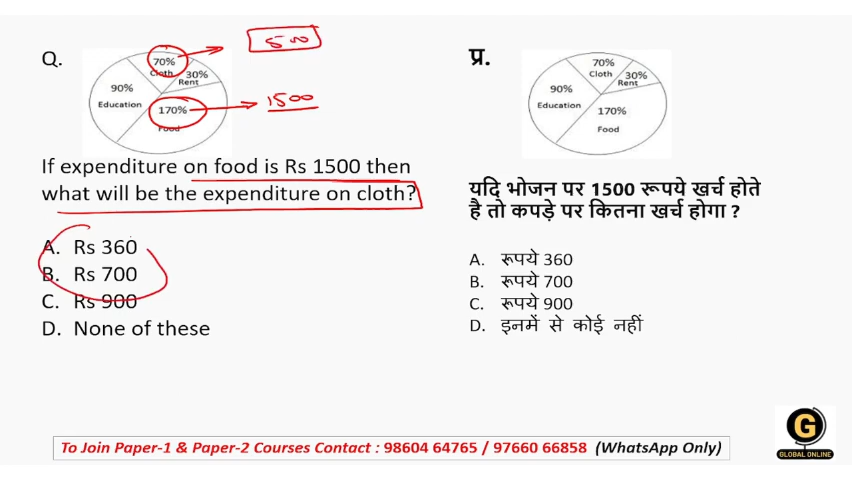 Q.
70%
Cloth
30%
Rent
90%
Education
170%
Food
500
1500
If expenditure on food is Rs 1500 then
what will be the expenditure on cloth?
A. Rs 360
B. Rs 700
C. Rs 900
D. None of these
प्र.
70%
Cloth
30%
Rent
90%
Education
170%
Food
यदि भोजन पर 1500 रूपये खर्च होते
है तो कपड़े पर कितना खर्च होगा ?
A. रूपये 360
B. रूपये 700
C. रूपये 900
D. इनमें से कोई नहीं
To Join Paper-1 & Paper-2 Courses Contact : 98604 64765 / 97660 66858 (WhatsApp Only)
G
GLOBAL ONLINE